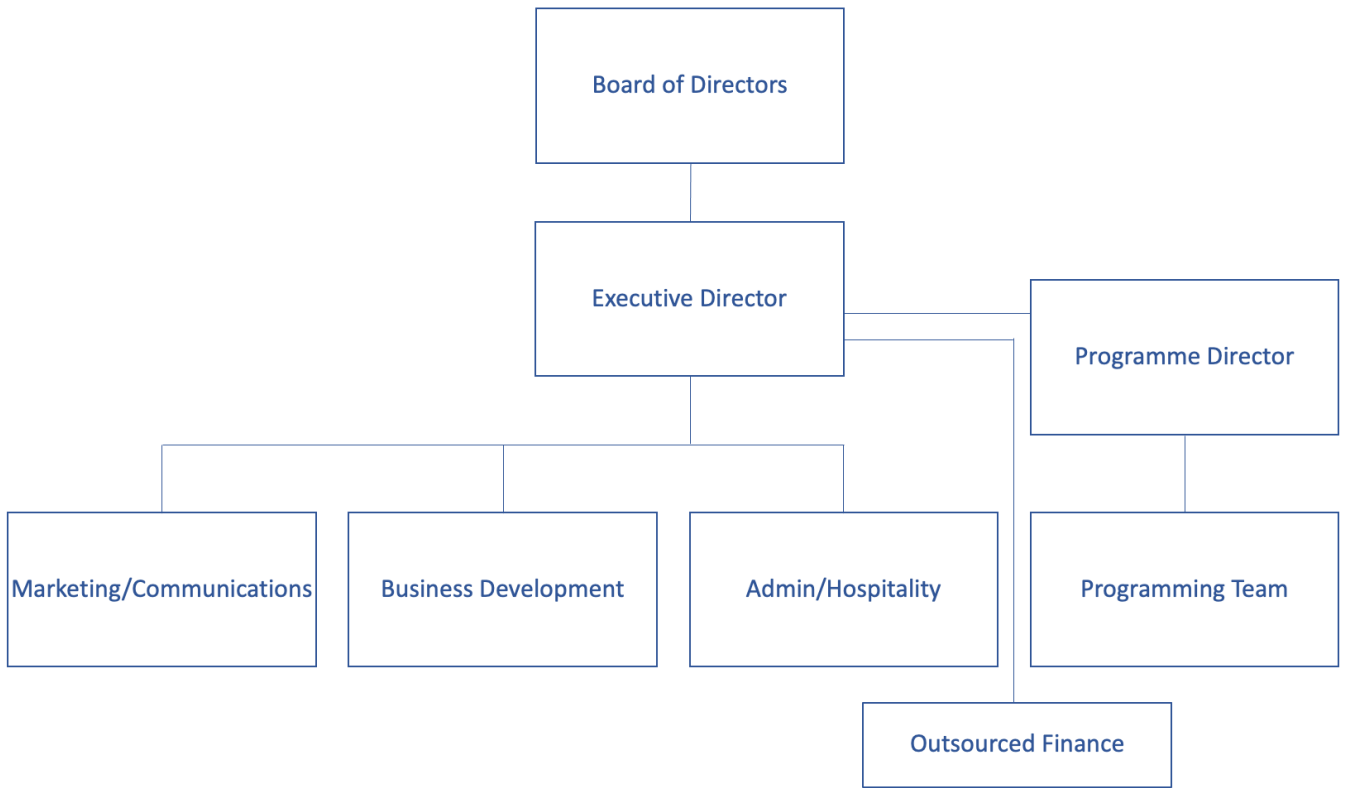 Board of Directors
Executive Director
Programme Director
Marketing/Communications
Business Development
Admin/Hospitality
Programming Team
Outsourced Finance